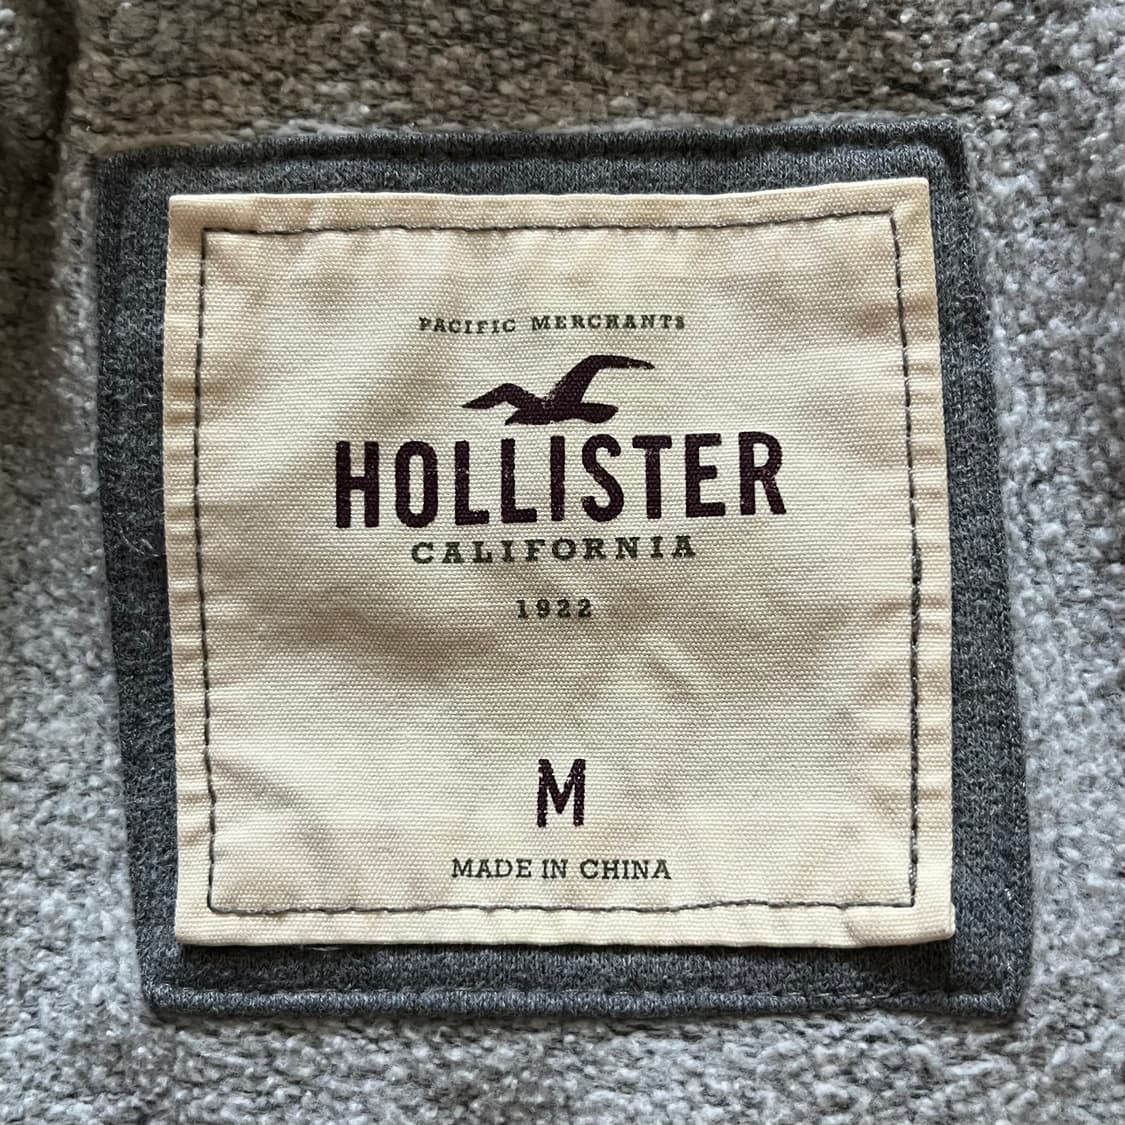 PACIFIC MERCHANTS
HOLLISTER
CALIFORNIA
1922
M
MADE IN CHINA